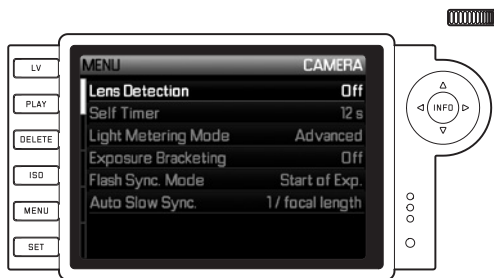 LV
PLAY
DELETE
ISO
MENU
SET
MENU CAMERA
Lens Detection Off
Self Timer 12 s
Light Metering Mode Advanced
Exposure Bracketing Off
Flash Sync. Mode Start of Exp.
Auto Slow Sync. 1/ focal length
INFO